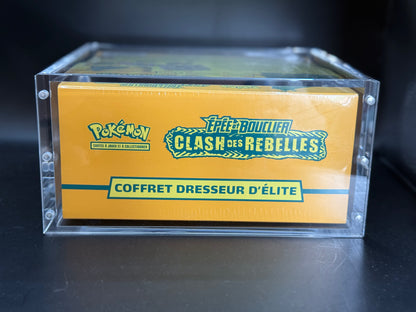 POKéMON
CARTES À JOUER ET À COLLECTIONNER
ÉPÉE ET BOUCLIER
CLASH DES REBELLES
COFFRET DRESSEUR D'ÉLITE